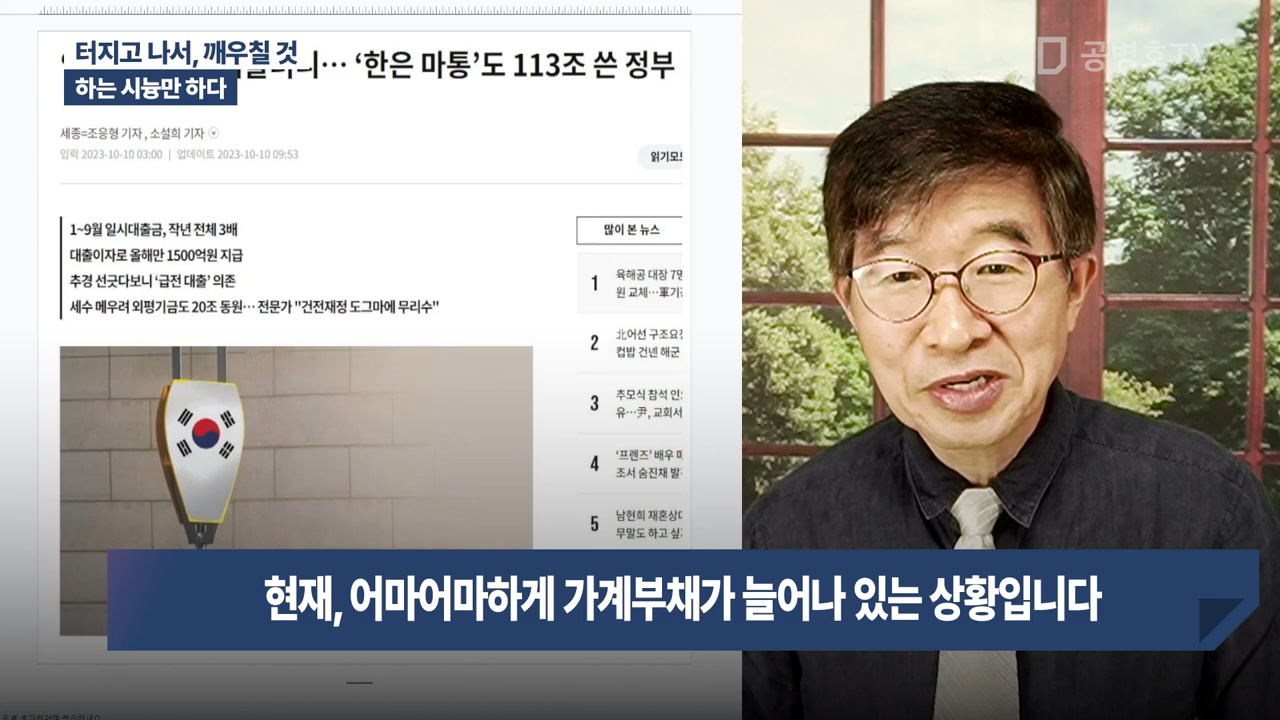 터지고 나서, 깨우칠 것
하는 시늉만 하다
… ‘한은 마통’도 113조 쓴 정부
공병호TV
세종=조응형 기자, 소설희 기자
입력 2023-10-10 03:00 | 업데이트 2023-10-10 09:53
읽기모드
1~9월 일시대출금, 작년 전체 3배
대출이자로 올해만 1500억원 지급
추경 선긋다보니 ‘급전 대출’ 의존
세수 메우려 외평기금도 20조 동원… 전문가 "건전재정 도그마에 무리수"
많이 본 뉴스
1 육해공 대장 7명
원 교체…軍기
2 北어선 구조요청
컵밥 건넨 해군
3 추모식 참석 인
유…尹, 교회서
4 ‘프렌즈’ 배우 매
조서 숨진채 발
5 남현희 재혼상대
무말도 하고 싶
현재, 어마어마하게 가계부채가 늘어나 있는 상황입니다